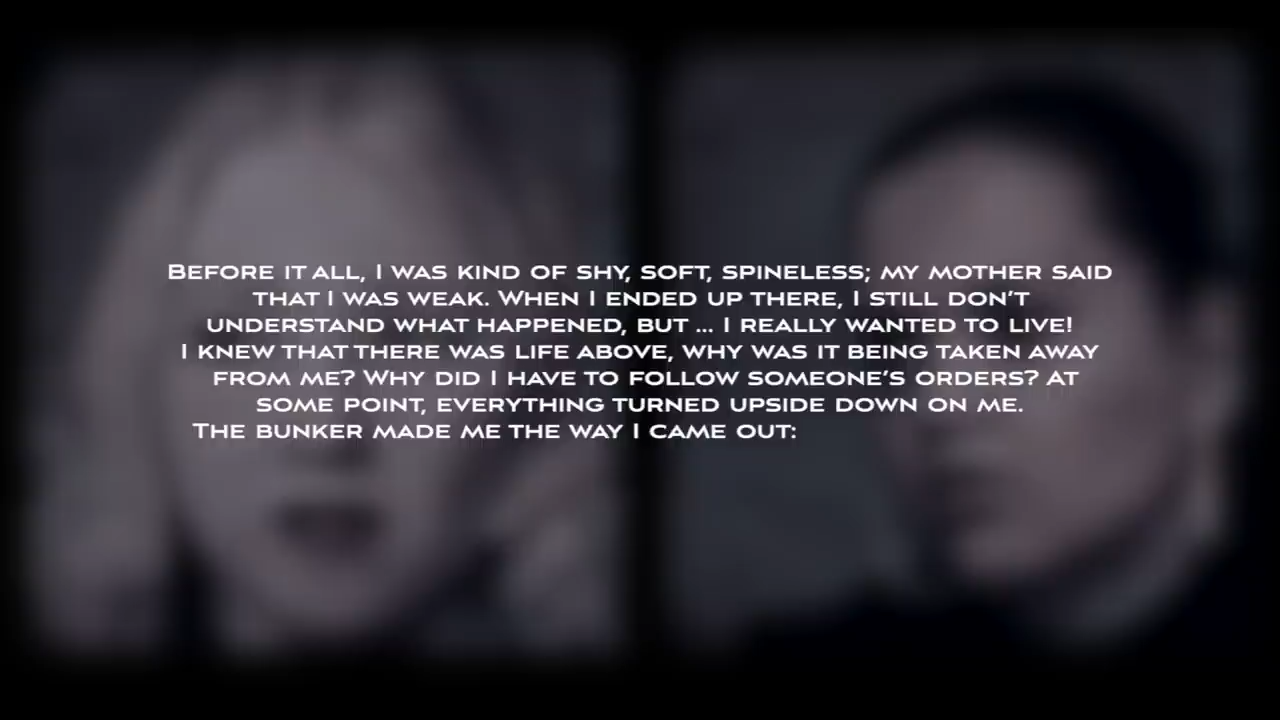 Before it all, I was kind of shy, soft, spineless; my mother said
that I was weak. When I ended up there, I still don't
understand what happened, but ... I really wanted to live!
I knew that there was life above, why was it being taken away
from me? Why did I have to follow someone's orders? At
some point, everything turned upside down on me.
The bunker made me the way I came out: